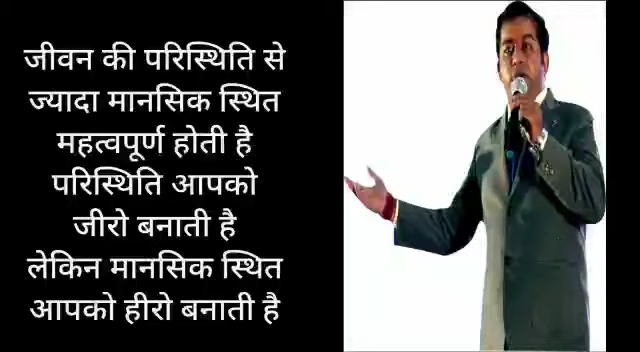 जीवन की परिस्थिति से
ज्यादा मानसिक स्थित
महत्वपूर्ण होती है
परिस्थिति आपको
जीरो बनाती है
लेकिन मानसिक स्थित
आपको हीरो बनाती है